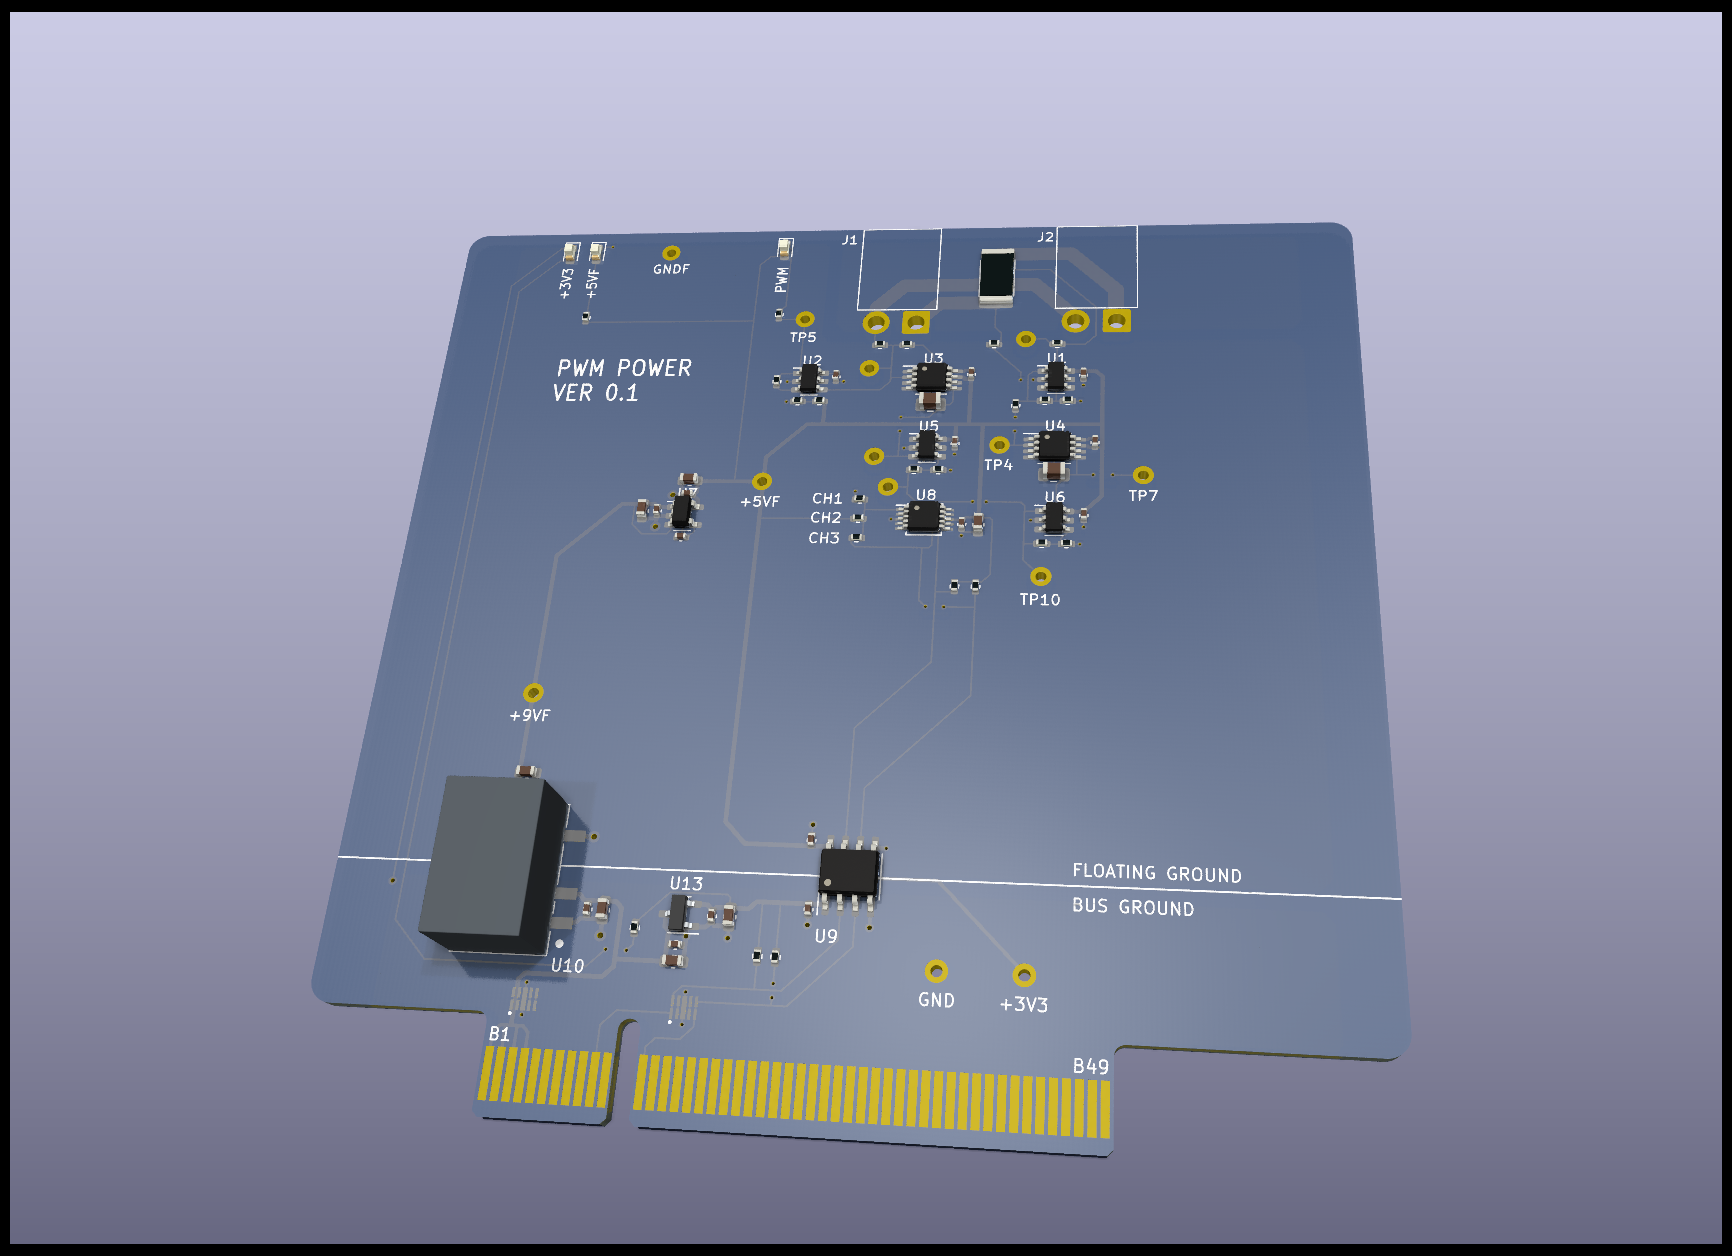 J1
J2
+3V3
+5VF
GNDF
PWM
TP5
PWM POWER
VER 0.1
U2
U3
U1
U5
U4
TP4
TP7
+5VF
CH1
CH2
CH3
U8
U6
TP10
+9VF
FLOATING GROUND
BUS GROUND
U13
U9
U10
GND
+3V3
B1
B49